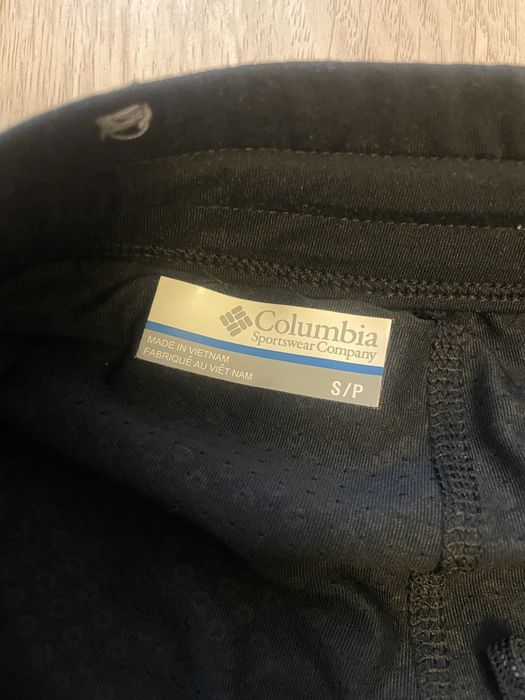 Columbia
Sportswear Company
MADE IN VIETNAM
FABRIQUÉ AU VIÊT NAM
S/P